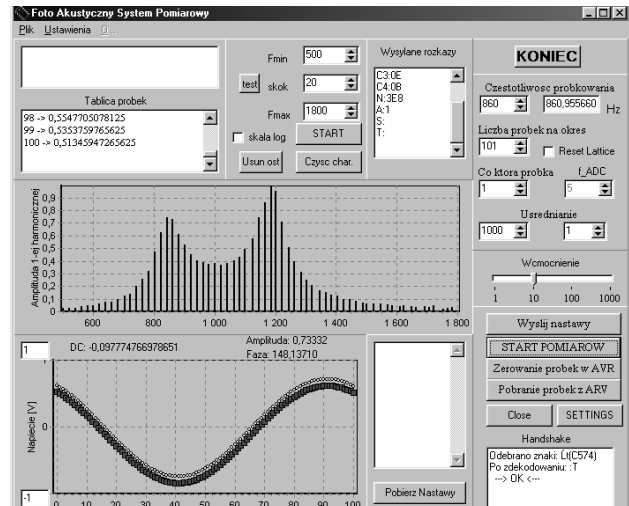 Foto Akustyczny System Pomiarowy
Plik Ustawienia
Tablica probek
98 -> 0,5547705078125
99 -> 0,5353759765625
100 -> 0,51345947265625
Fmin 500
test skok 20
Fmax 1800
skala log START
Usun ost Czysc char.
Wysylane rozkazy
C3:0E
C4:0B
N:3E8
A:1
S:
T:
KONIEC
Czestotliwosc probkowania
860 860,955660 Hz
Liczba probek na okres
101 Reset Lattice
Co ktora probka f_ADC
1 5
Usrednianie
1000 1
Wzmocnienie
1 10 100 1000
Amplituda 1-ej harmonicznej
0,9
0,8
0,7
0,6
0,5
0,4
0,3
0,2
0,1
0
600 800 1 000 1 200 1 400 1 600 1 800
1 DC: -0,097774766978651 Amplituda: 0,73332
Faza: 148,13710
Napiecie [V]
0
-1
0 10 20 30 40 50 60 70 80 90 100
Pobierz Nastawy
Wyslij nastawy
START POMIAROW
Zerowanie probek w AVR
Pobranie probek z ARV
Close SETTINGS
Handshake
Odebrano znaki: Łt(C574)
Po zdekodowaniu: :T
---> OK <---